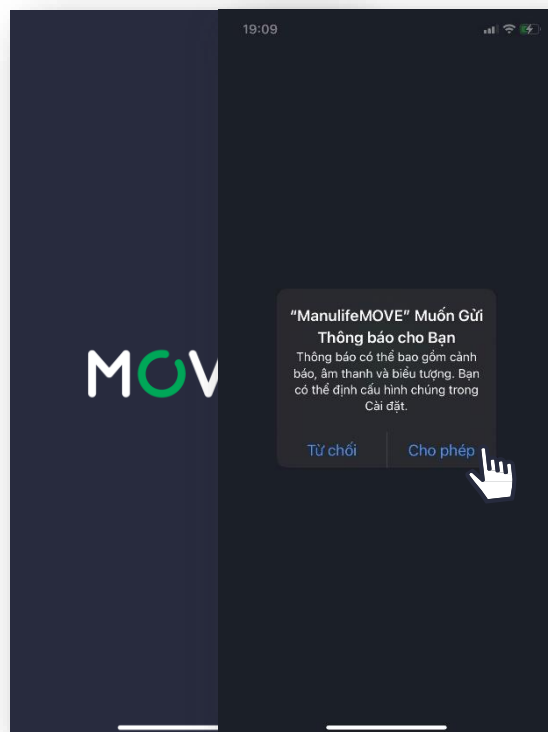 MOV
19:09
“ManulifeMOVE” Muốn Gửi
Thông báo cho Bạn
Thông báo có thể bao gồm cảnh
báo, âm thanh và biểu tượng. Bạn
có thể định cấu hình chúng trong
Cài đặt.
Từ chối
Cho phép